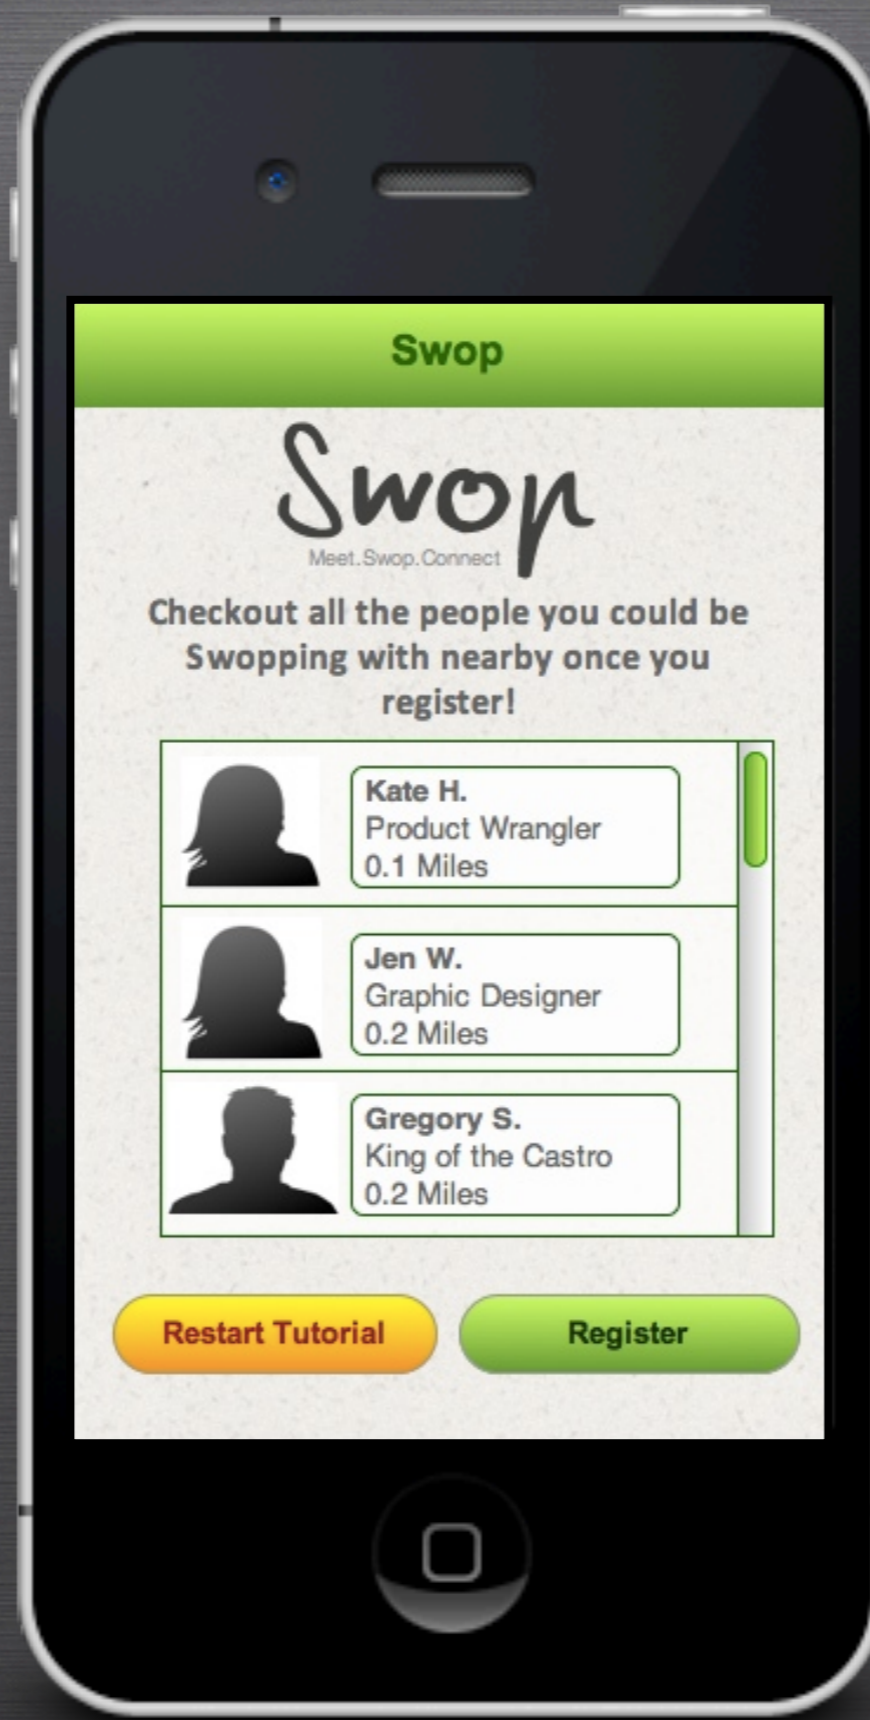 Swop
Swop
Meet.Swop.Connect
Checkout all the people you could be
Swopping with nearby once you
register!
Kate H.
Product Wrangler
0.1 Miles
Jen W.
Graphic Designer
0.2 Miles
Gregory S.
King of the Castro
0.2 Miles
Restart Tutorial
Register